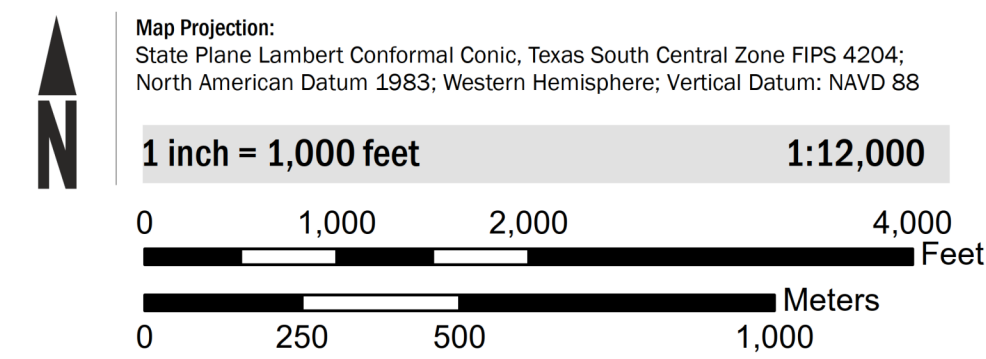 N
Map Projection:
State Plane Lambert Conformal Conic, Texas South Central Zone FIPS 4204;
North American Datum 1983; Western Hemisphere; Vertical Datum: NAVD 88
1 inch = 1,000 feet 1:12,000
0 1,000 2,000 4,000
Feet
Meters
0 250 500 1,000